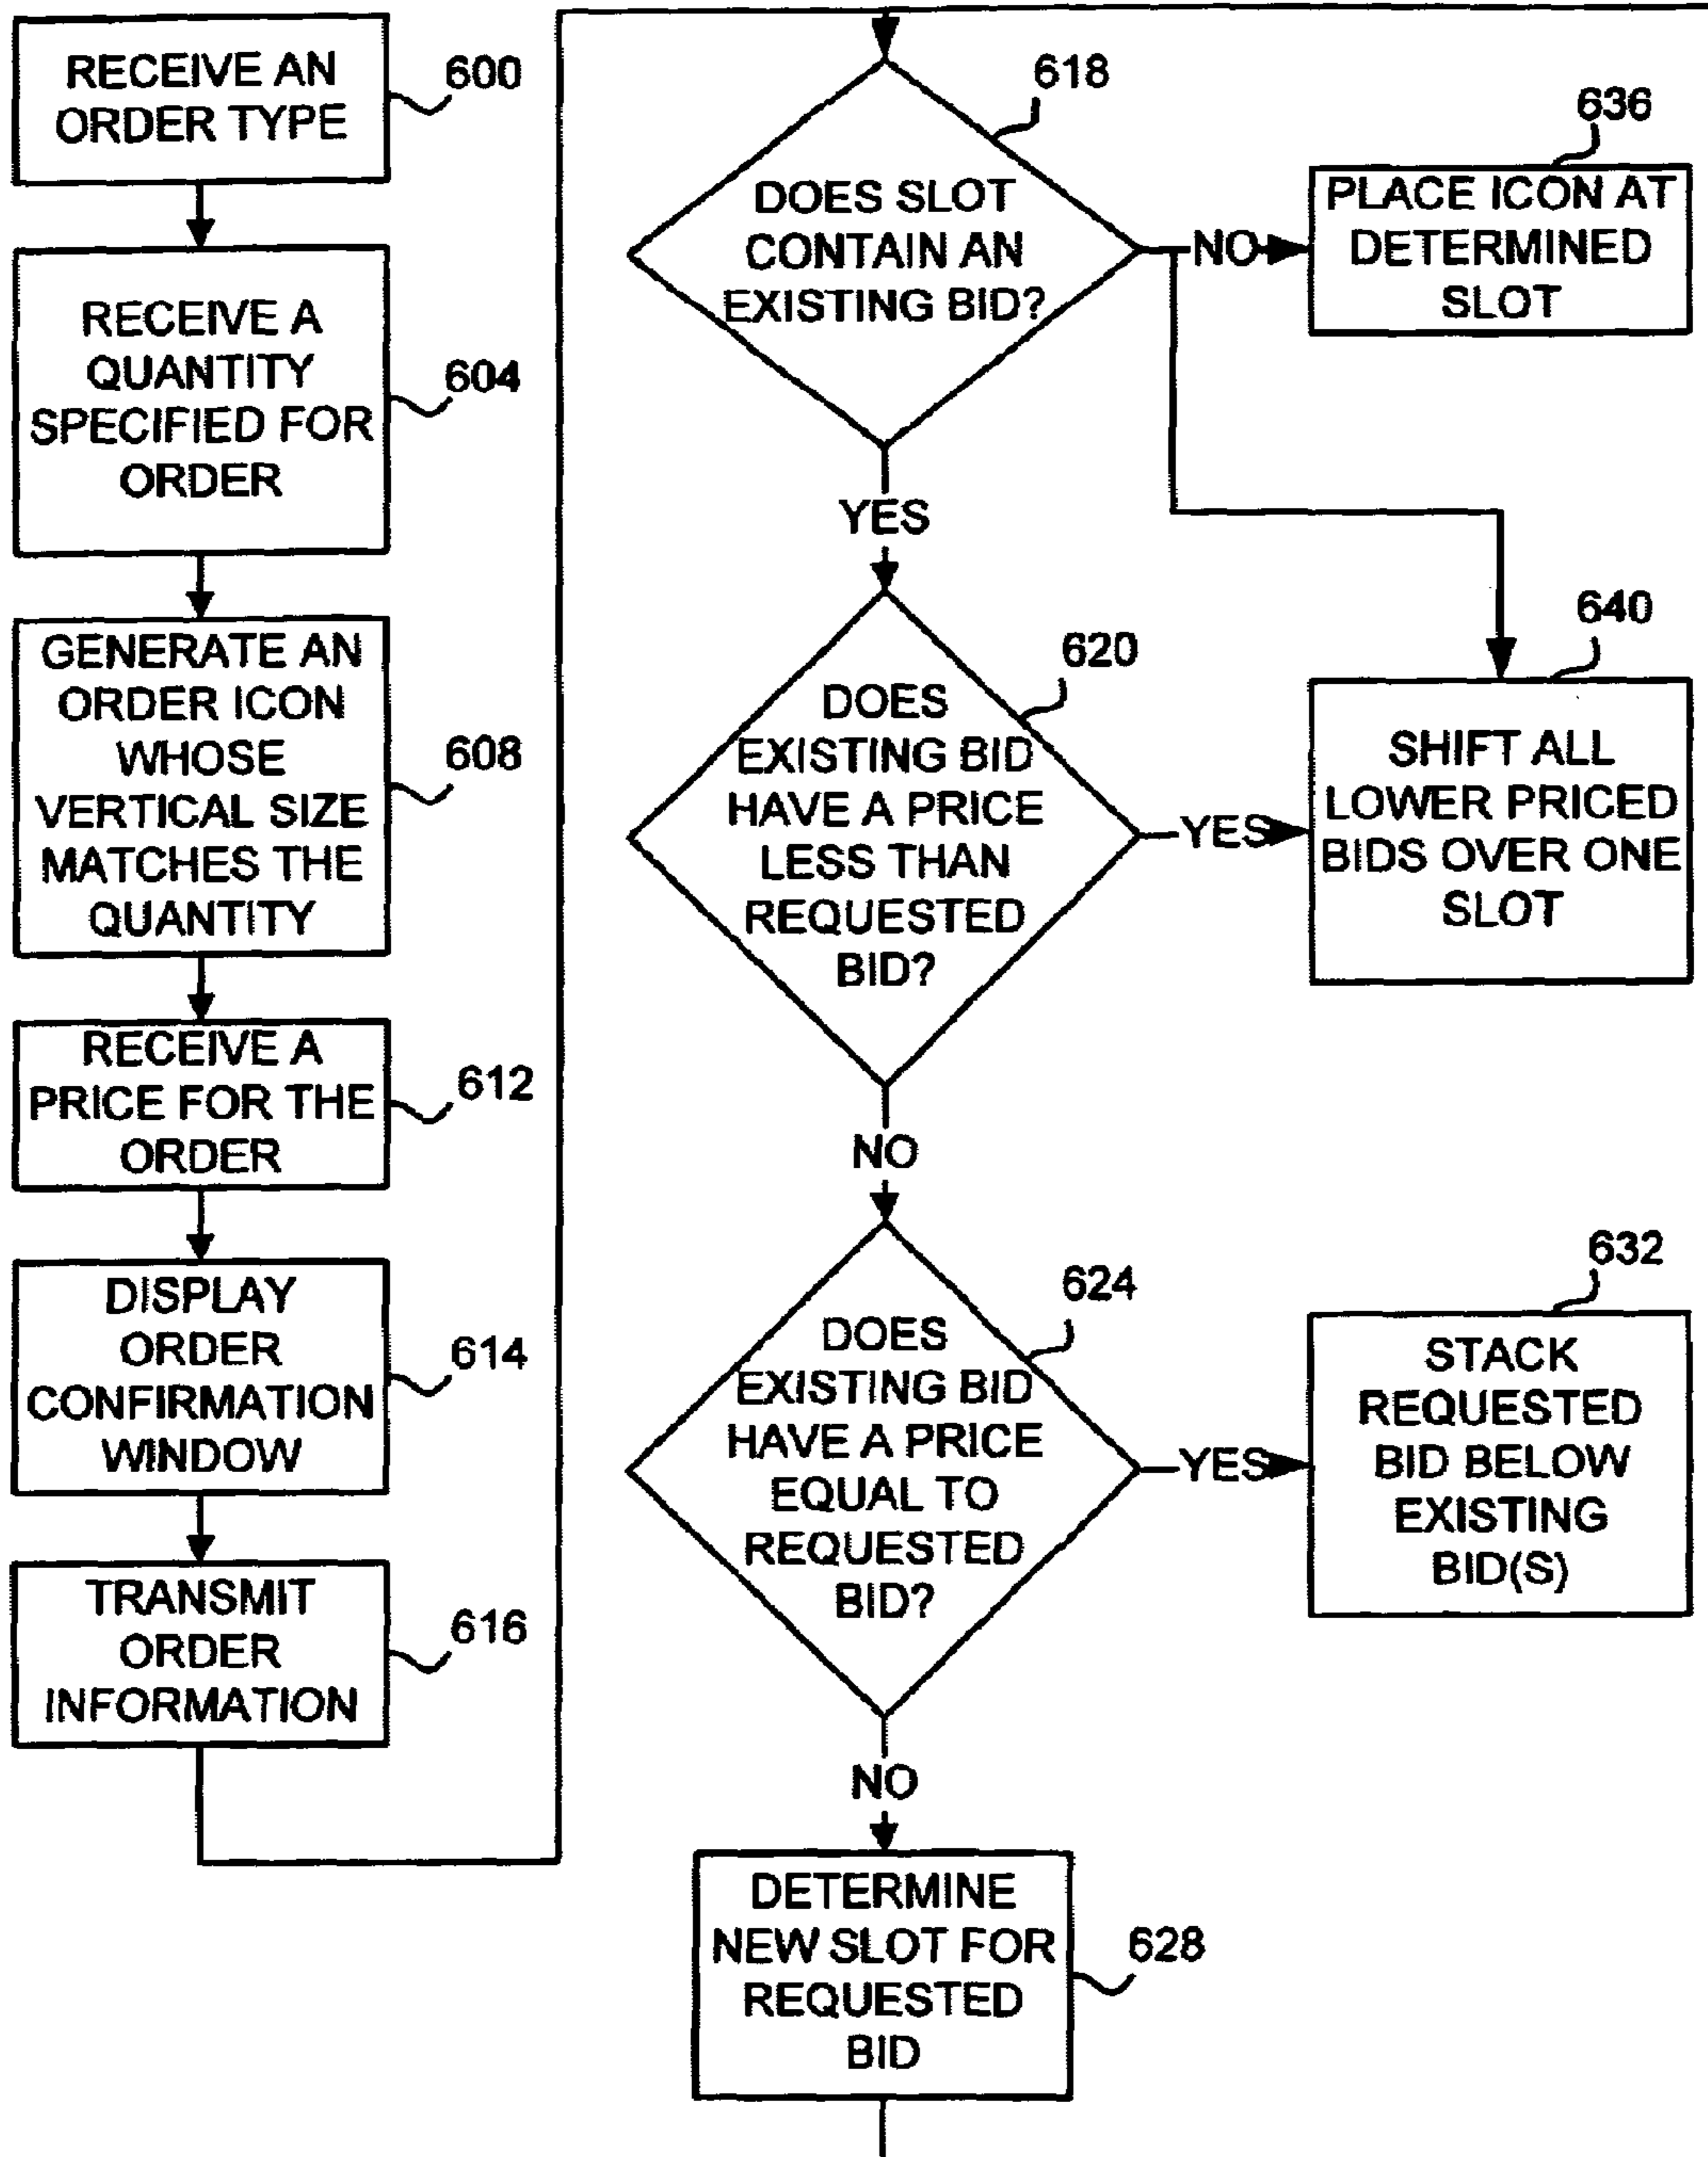 RECEIVE AN
ORDER TYPE
600
RECEIVE A
QUANTITY
SPECIFIED FOR
ORDER
604
GENERATE AN
ORDER ICON
WHOSE
VERTICAL SIZE
MATCHES THE
QUANTITY
608
RECEIVE A
PRICE FOR THE
ORDER
612
DISPLAY
ORDER
CONFIRMATION
WINDOW
614
TRANSMIT
ORDER
INFORMATION
616
618
DOES SLOT
CONTAIN AN
EXISTING BID?
NO
636
PLACE ICON AT
DETERMINED
SLOT
YES
620
DOES
EXISTING BID
HAVE A PRICE
LESS THAN
REQUESTED
BID?
YES
640
SHIFT ALL
LOWER PRICED
BIDS OVER ONE
SLOT
NO
624
DOES
EXISTING BID
HAVE A PRICE
EQUAL TO
REQUESTED
BID?
YES
632
STACK
REQUESTED
BID BELOW
EXISTING
BID(S)
NO
DETERMINE
NEW SLOT FOR
REQUESTED
BID
628